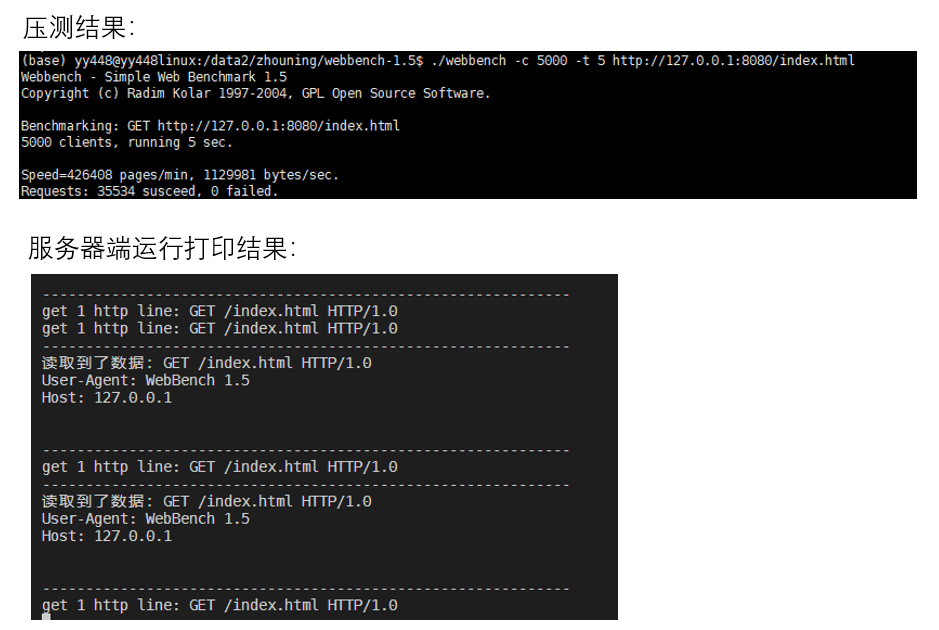 压测结果:
(base) yy448@yy448linux:/data2/zhouning/webbench-1.5$ ./webbench -c 5000 -t 5 http://127.0.0.1:8080/index.html
Webbench - Simple Web Benchmark 1.5
Copyright (c) Radim Kolar 1997-2004, GPL Open Source Software.
Benchmarking: GET http://127.0.0.1:8080/index.html
5000 clients, running 5 sec.
Speed=426408 pages/min, 1129981 bytes/sec.
Requests: 35534 susceed, 0 failed.
服务器端运行打印结果:
-------------------------------------------------------------
get 1 http line: GET /index.html HTTP/1.0
get 1 http line: GET /index.html HTTP/1.0
-------------------------------------------------------------
读取到了数据: GET /index.html HTTP/1.0
User-Agent: WebBench 1.5
Host: 127.0.0.1
-------------------------------------------------------------
get 1 http line: GET /index.html HTTP/1.0
-------------------------------------------------------------
读取到了数据: GET /index.html HTTP/1.0
User-Agent: WebBench 1.5
Host: 127.0.0.1
-------------------------------------------------------------
get 1 http line: GET /index.html HTTP/1.0